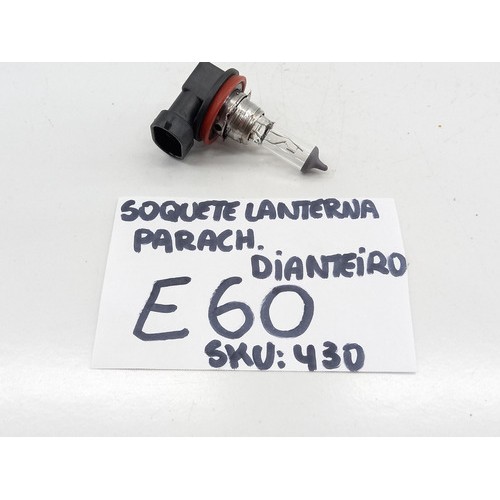 SOQUETE LANTERNA
PARACH.
DIANTEIRO
E60
SKU: 430